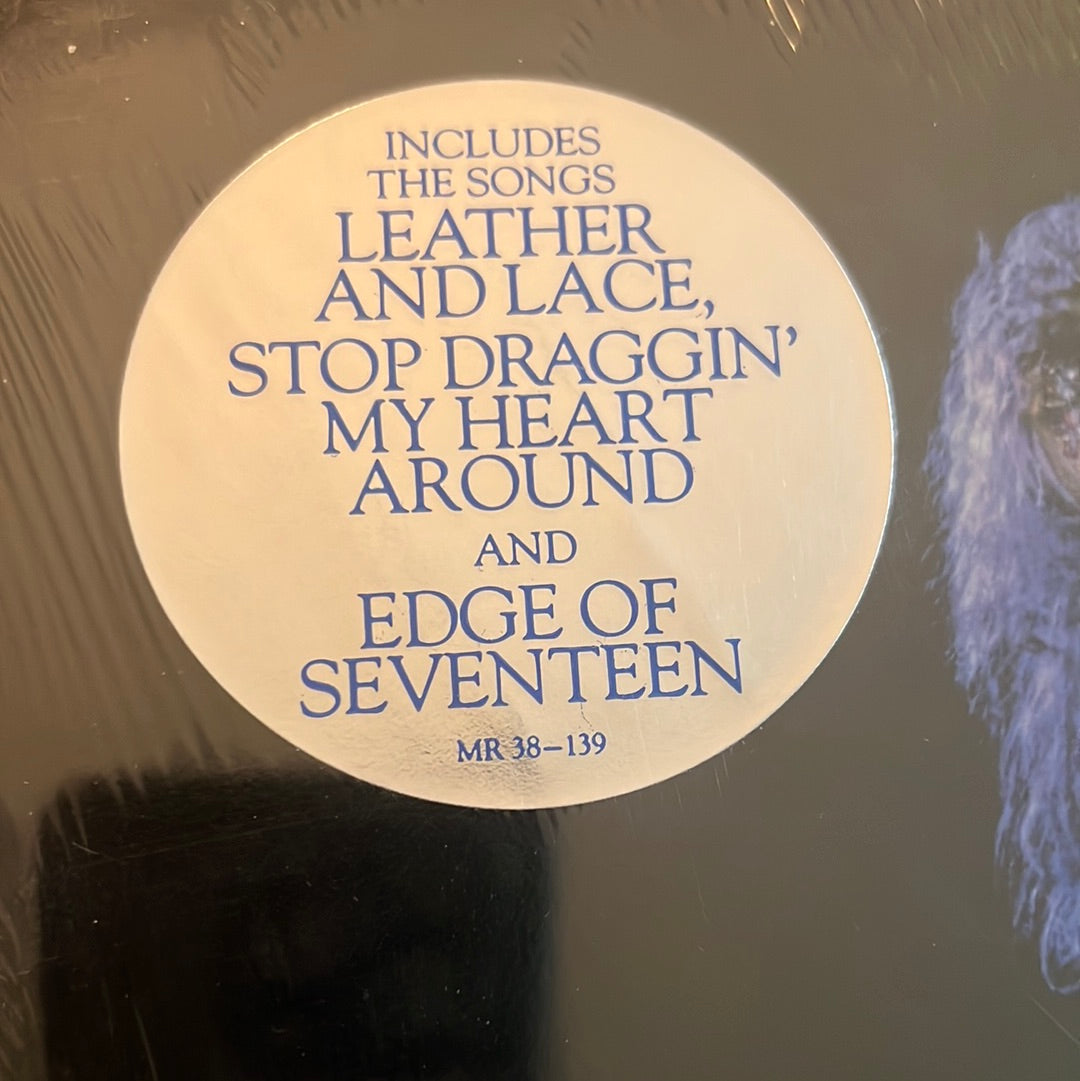 INCLUDES
THE SONGS
LEATHER
AND LACE,
STOP DRAGGIN'
MY HEART
AROUND
AND
EDGE OF
SEVENTEEN
MR 38–139